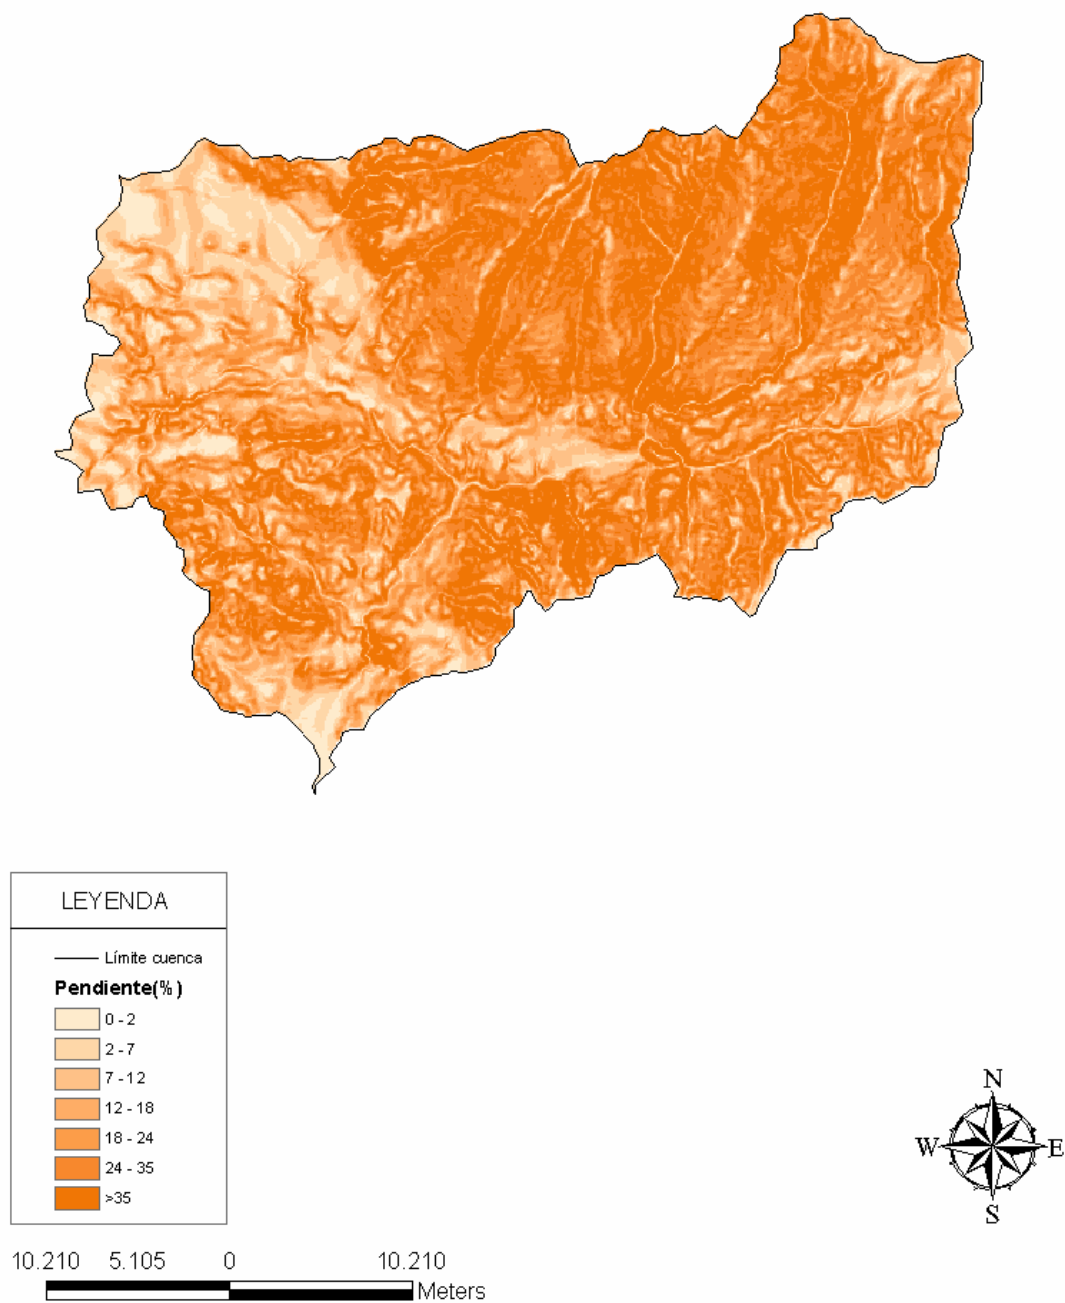 LEYENDA
Límite cuenca
Pendiente(%)
0 - 2
2 - 7
7 - 12
12 - 18
18 - 24
24 - 35
>35
N
W E
S
10.210 5.105 0 10.210
Meters